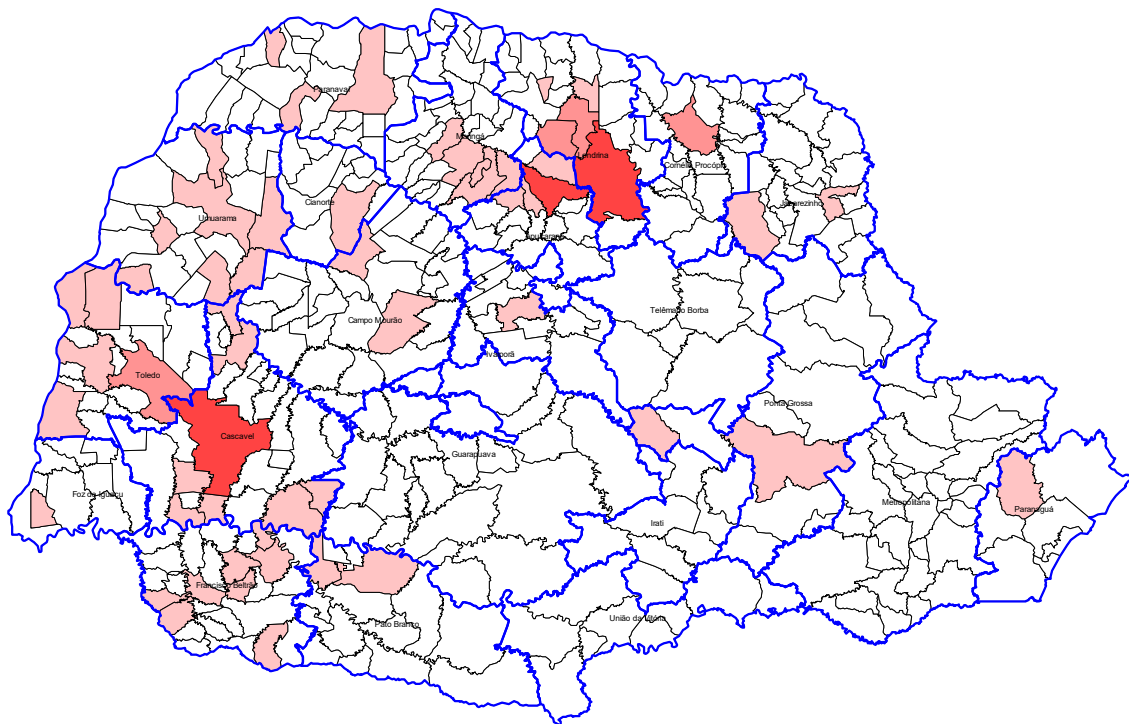 Paranavaí
Maringá
Londrina
Cornélio Procópio
Cianorte
Jacarezinho
Umuarama
Apucarana
Telêmaco Borba
Campo Mourão
Ivaiporã
Toledo
Ponta Grossa
Cascavel
Guarapuava
Foz do Iguaçu
Metropolitana
Paranaguá
Irati
Francisco Beltrão
União da Vitória
Pato Branco